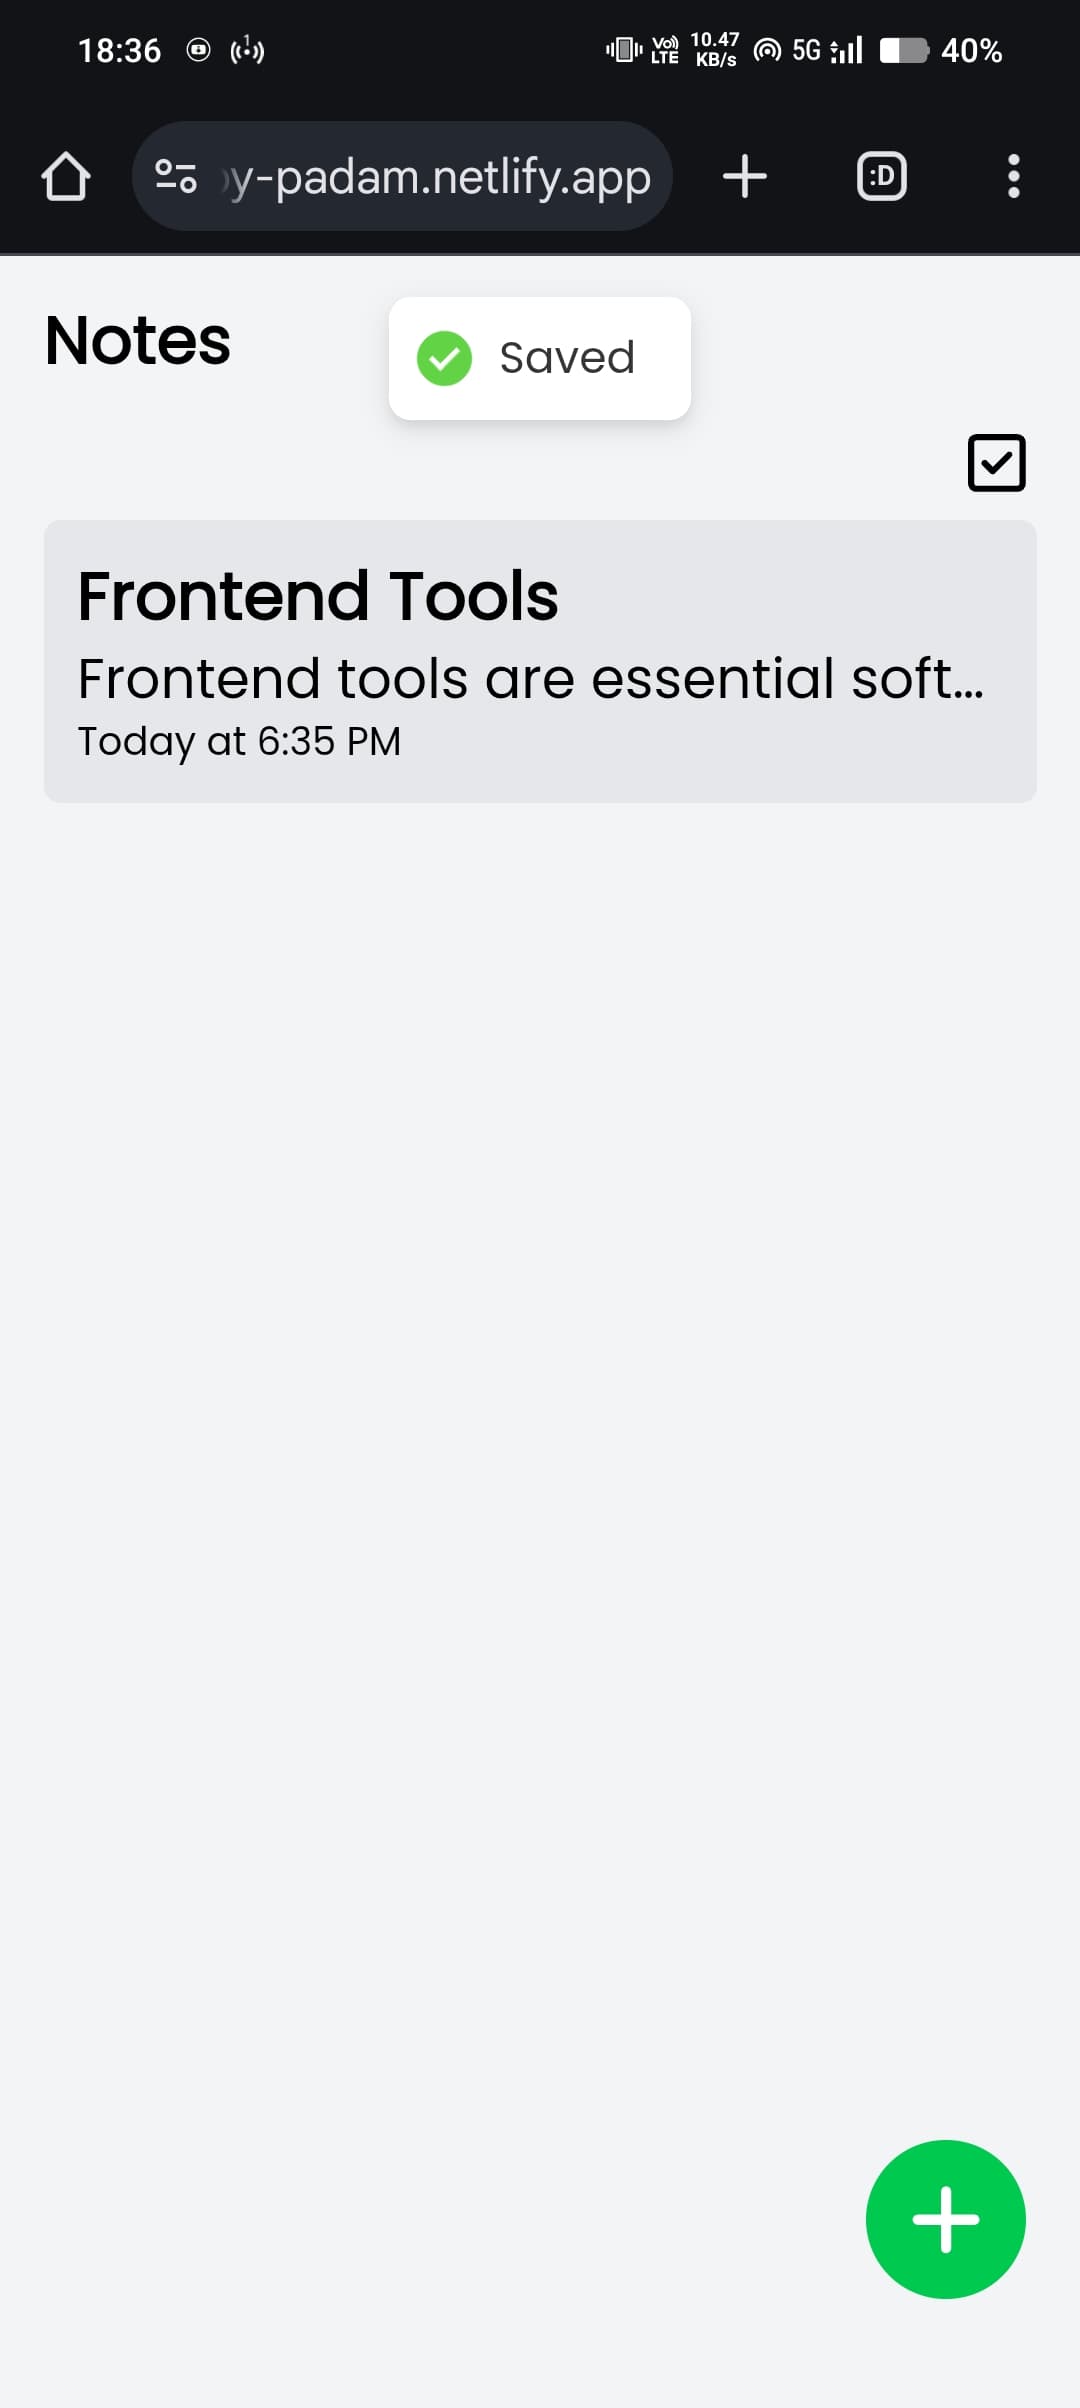 18:36
Vo)) LTE 10.47 KB/s 5G 40%
y-padam.netlify.app
:D
Notes
Saved
Frontend Tools
Frontend tools are essential soft...
Today at 6:35 PM